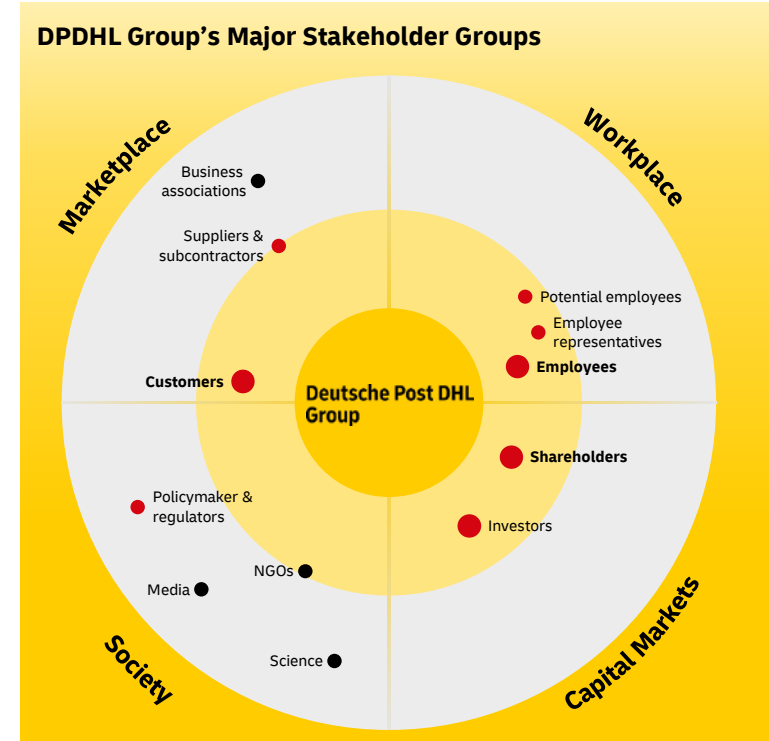 DPDHL Group’s Major Stakeholder Groups
Marketplace
Workplace
Business
associations
Suppliers &
subcontractors
Customers
Potential employees
Employee
representatives
Employees
Deutsche Post DHL
Group
Shareholders
Investors
Policymaker &
regulators
NGOs
Media
Science
Society
Capital Markets